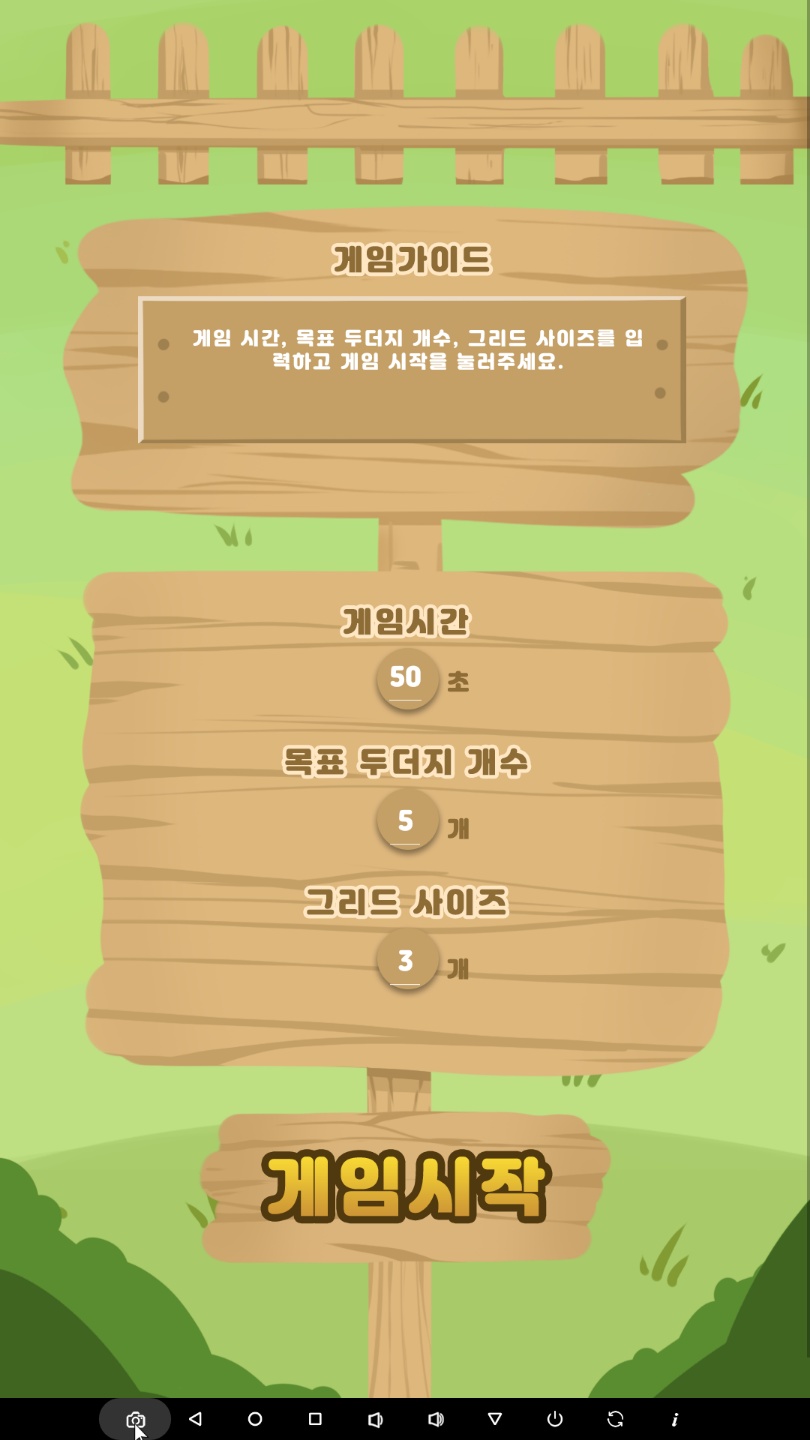 게임가이드
게임 시간, 목표 두더지 개수, 그리드 사이즈를 입
력하고 게임 시작을 눌러주세요.
게임시간
50 초
목표 두더지 개수
5 개
그리드 사이즈
3 개
게임시작